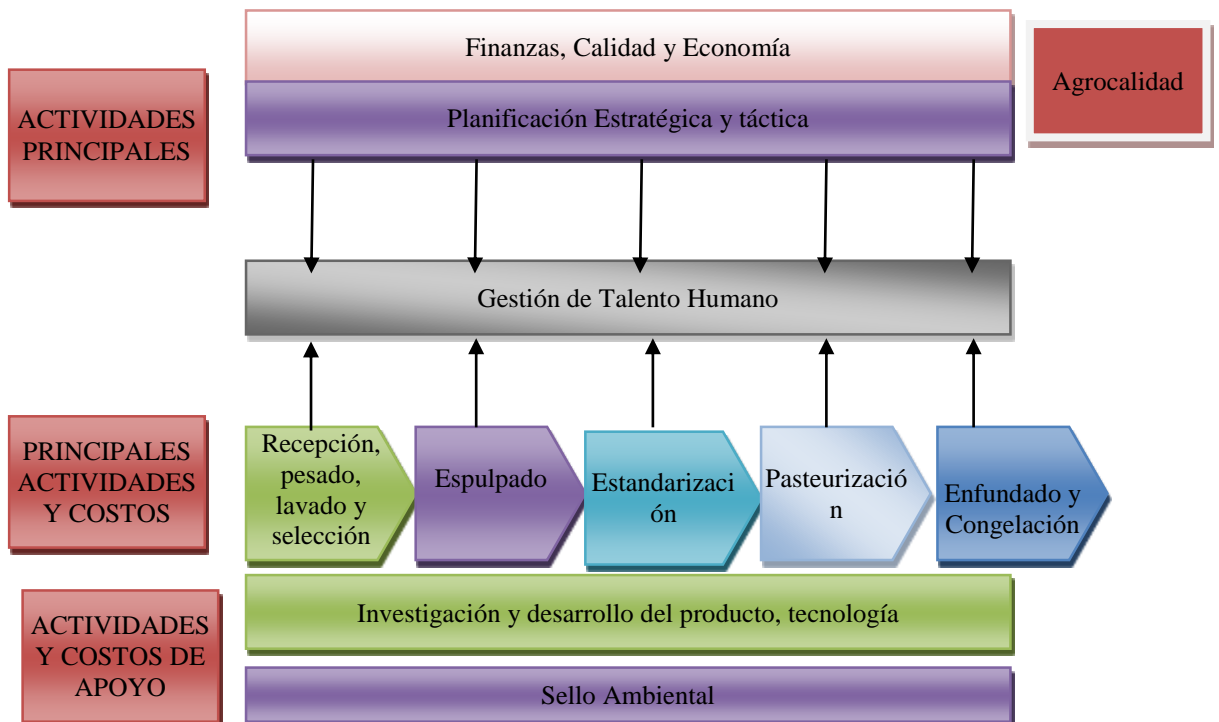 Finanzas, Calidad y Economía
Agrocalidad
Planificación Estratégica y táctica
ACTIVIDADES
PRINCIPALES
Gestión de Talento Humano
PRINCIPALES
ACTIVIDADES
Y COSTOS
Recepción,
pesado,
lavado y
selección
Espulpado
Estandarizaci
ón
Pasteurizació
n
Enfundado y
Congelación
ACTIVIDADES
Y COSTOS DE
APOYO
Investigación y desarrollo del producto, tecnología
Sello Ambiental